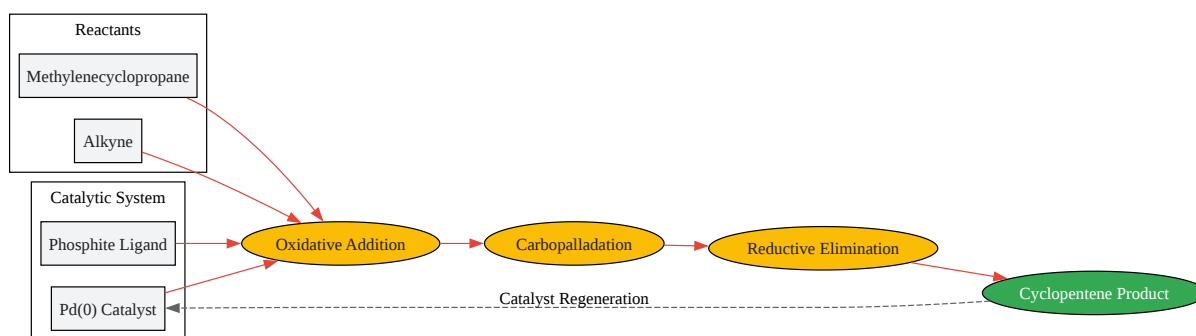 Reactants
Methylenecyclopropane
Alkyne
Catalytic System
Phosphite Ligand
Pd(0) Catalyst
Oxidative Addition
Carbopalladation
Reductive Elimination
Cyclopentene Product
Catalyst Regeneration